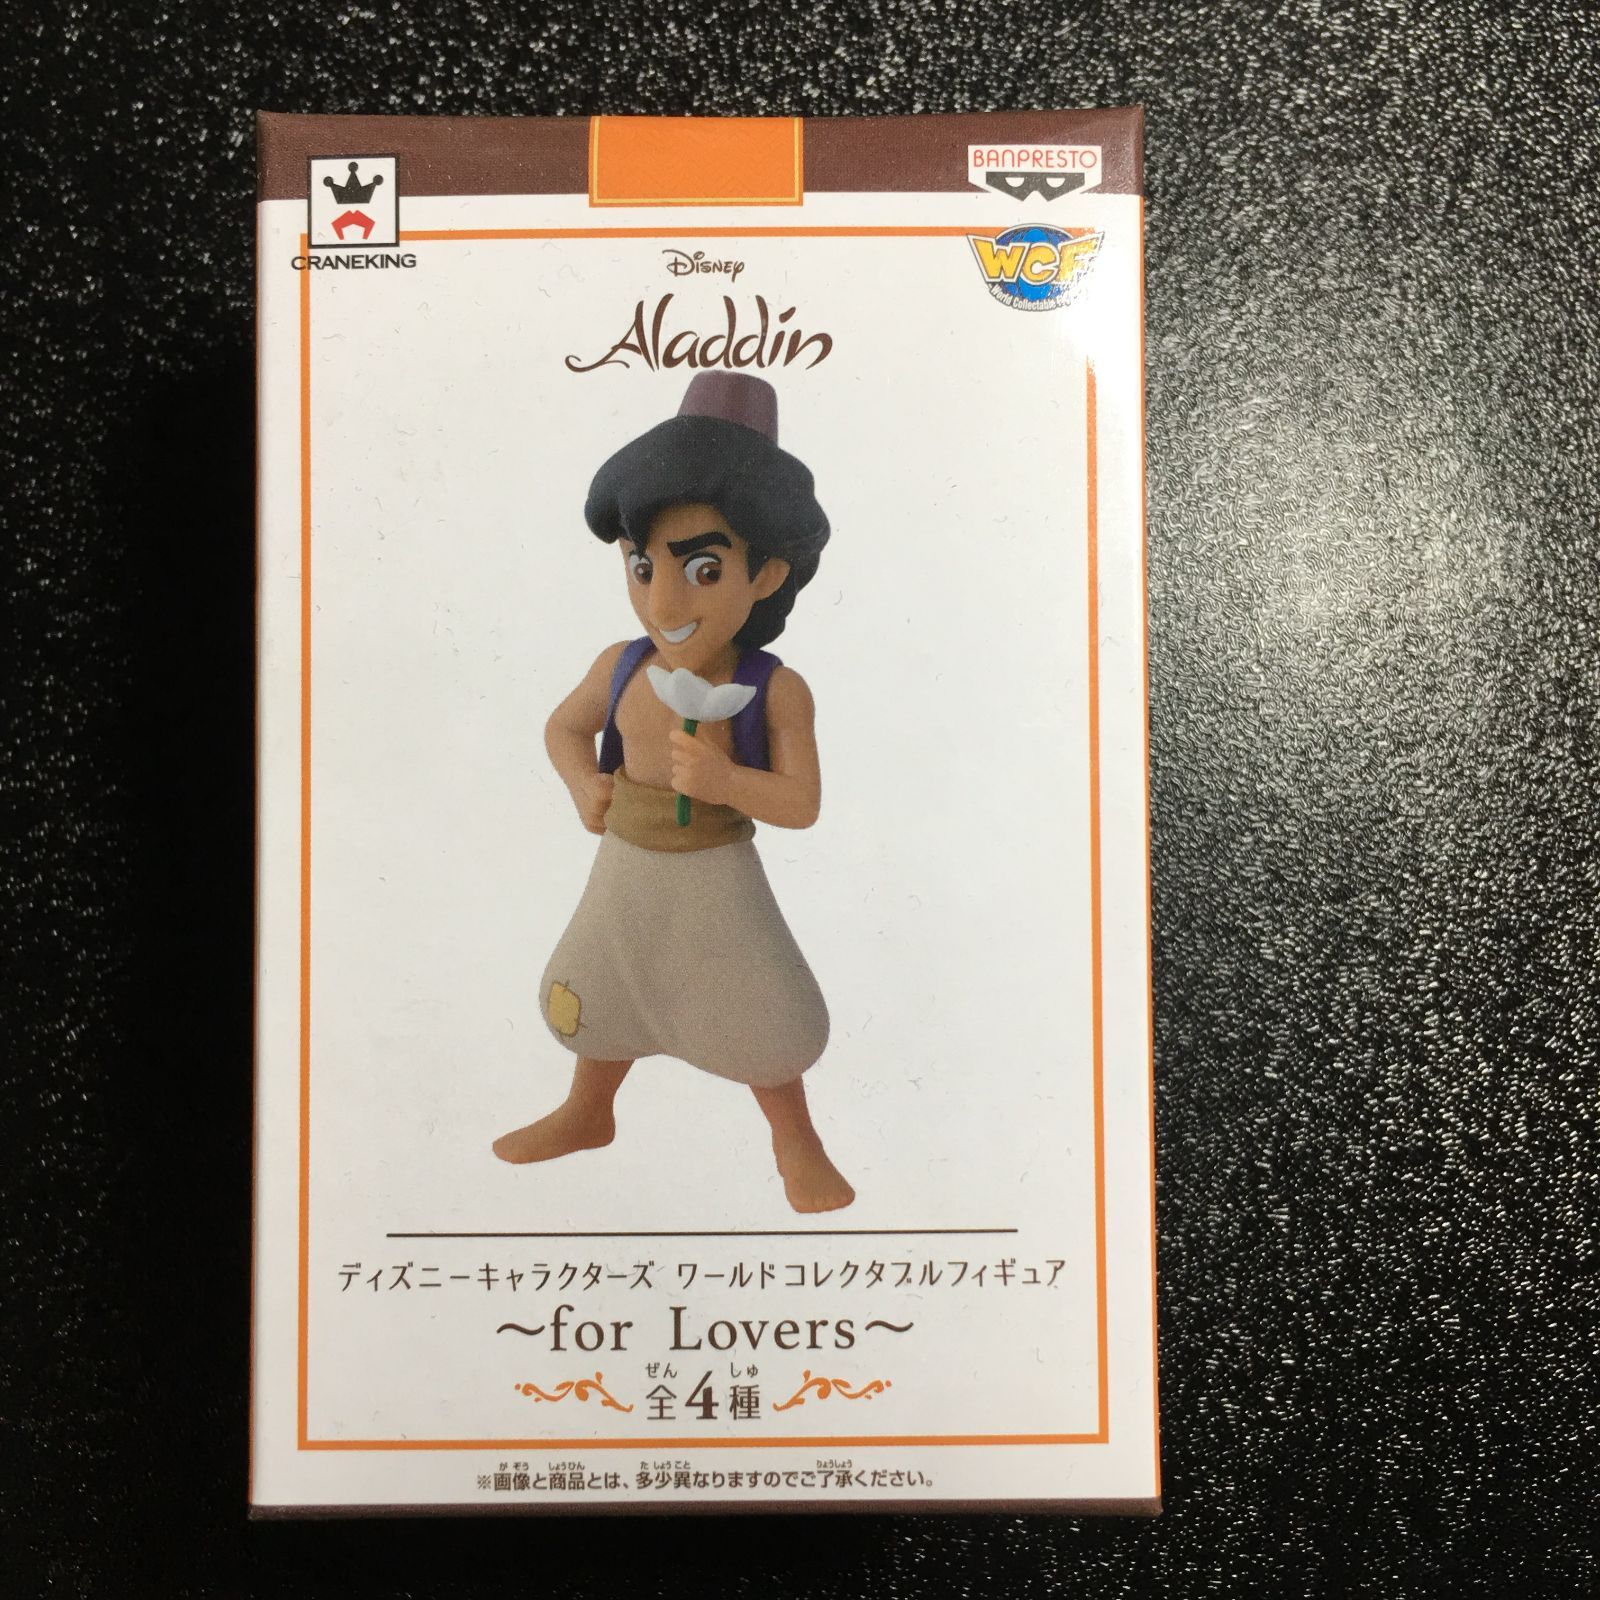 BANPRESTO
CRANEKING
WCF
World Collectable
Disney
Aladdin
ディズニーキャラクターズ ワールドコレクタブルフィギュア
～for Lovers～
ぜん しゅ
全4種
が ぞう しょうひん た しょうこと りょうしょう
※画像と商品とは、多少異なりますのでご了承ください。